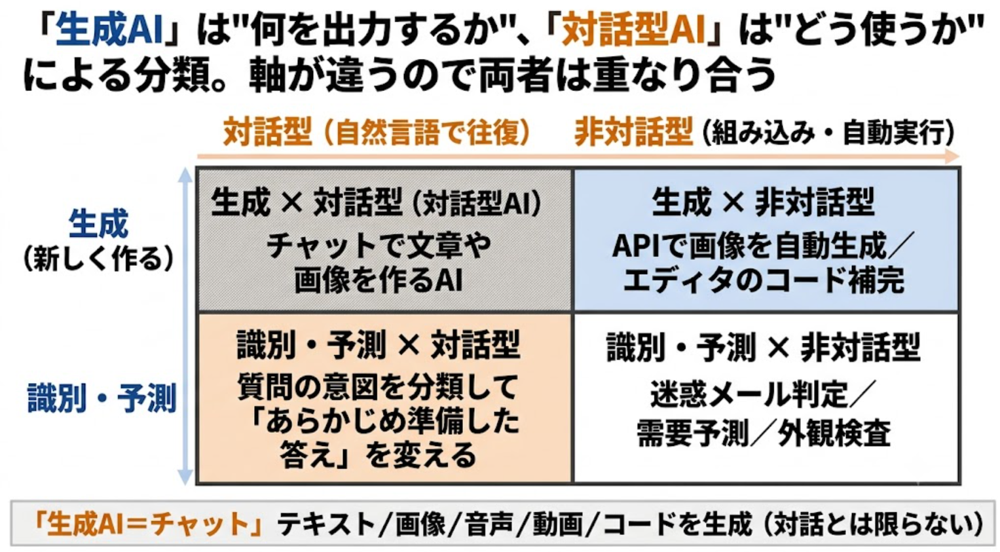 「生成AI」は"何を出力するか"、「対話型AI」は"どう使うか"
による分類。軸が違うので両者は重なり合う
対話型（自然言語で往復） 非対話型（組み込み・自動実行）
生成
（新しく作る）
生成 × 対話型（対話型AI）
チャットで文章や
画像を作るAI
生成 × 非対話型
APIで画像を自動生成／
エディタのコード補完
識別・予測
識別・予測 × 対話型
質問の意図を分類して
「あらかじめ準備した
答え」を変える
識別・予測 × 非対話型
迷惑メール判定／
需要予測／外観検査
「生成AI＝チャット」テキスト/画像/音声/動画/コードを生成（対話とは限らない）